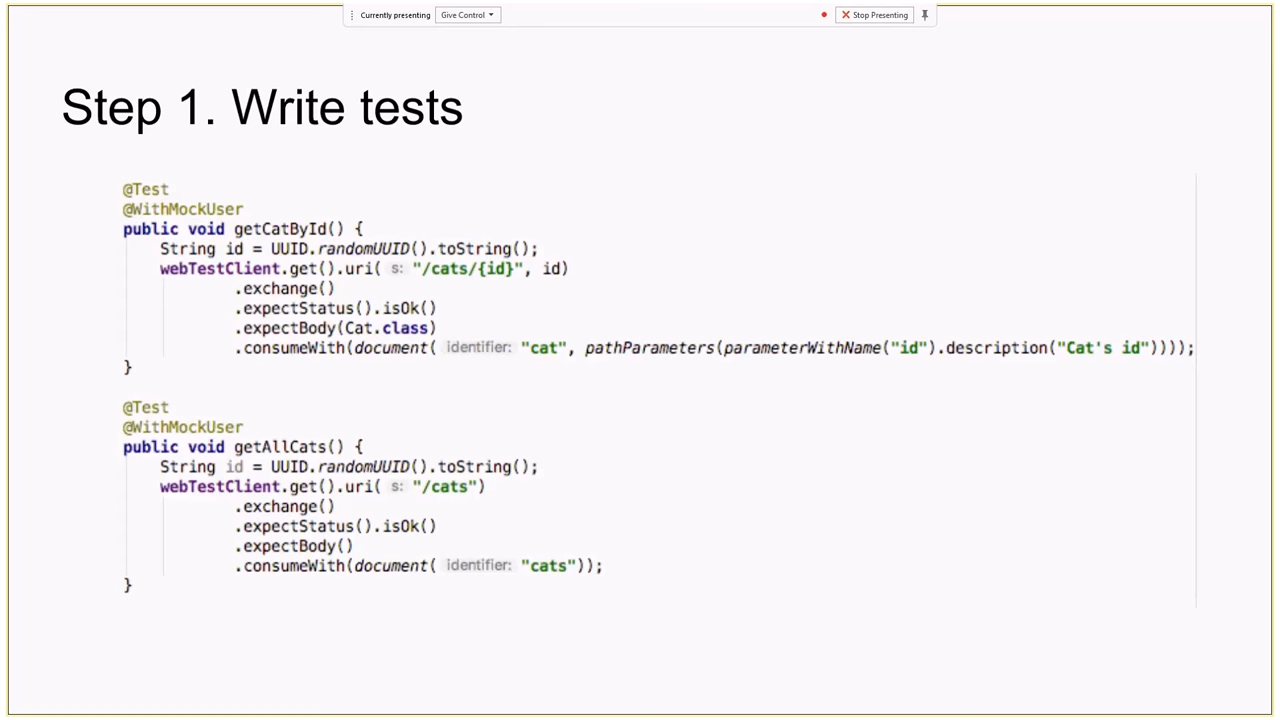 Currently presenting Give Control Stop Presenting
Step 1. Write tests
@Test
@WithMockUser
public void getCatById() {
String id = UUID.randomUUID().toString();
webTestClient.get().uri( s: "/cats/{id}", id)
.exchange()
.expectStatus().isOk()
.expectBody(Cat.class)
.consumeWith(document( identifier: "cat", pathParameters(parameterWithName("id").description("Cat's id"))));
}
@Test
@WithMockUser
public void getAllCats() {
String id = UUID.randomUUID().toString();
webTestClient.get().uri( s: "/cats")
.exchange()
.expectStatus().isOk()
.expectBody()
.consumeWith(document( identifier: "cats"));
}